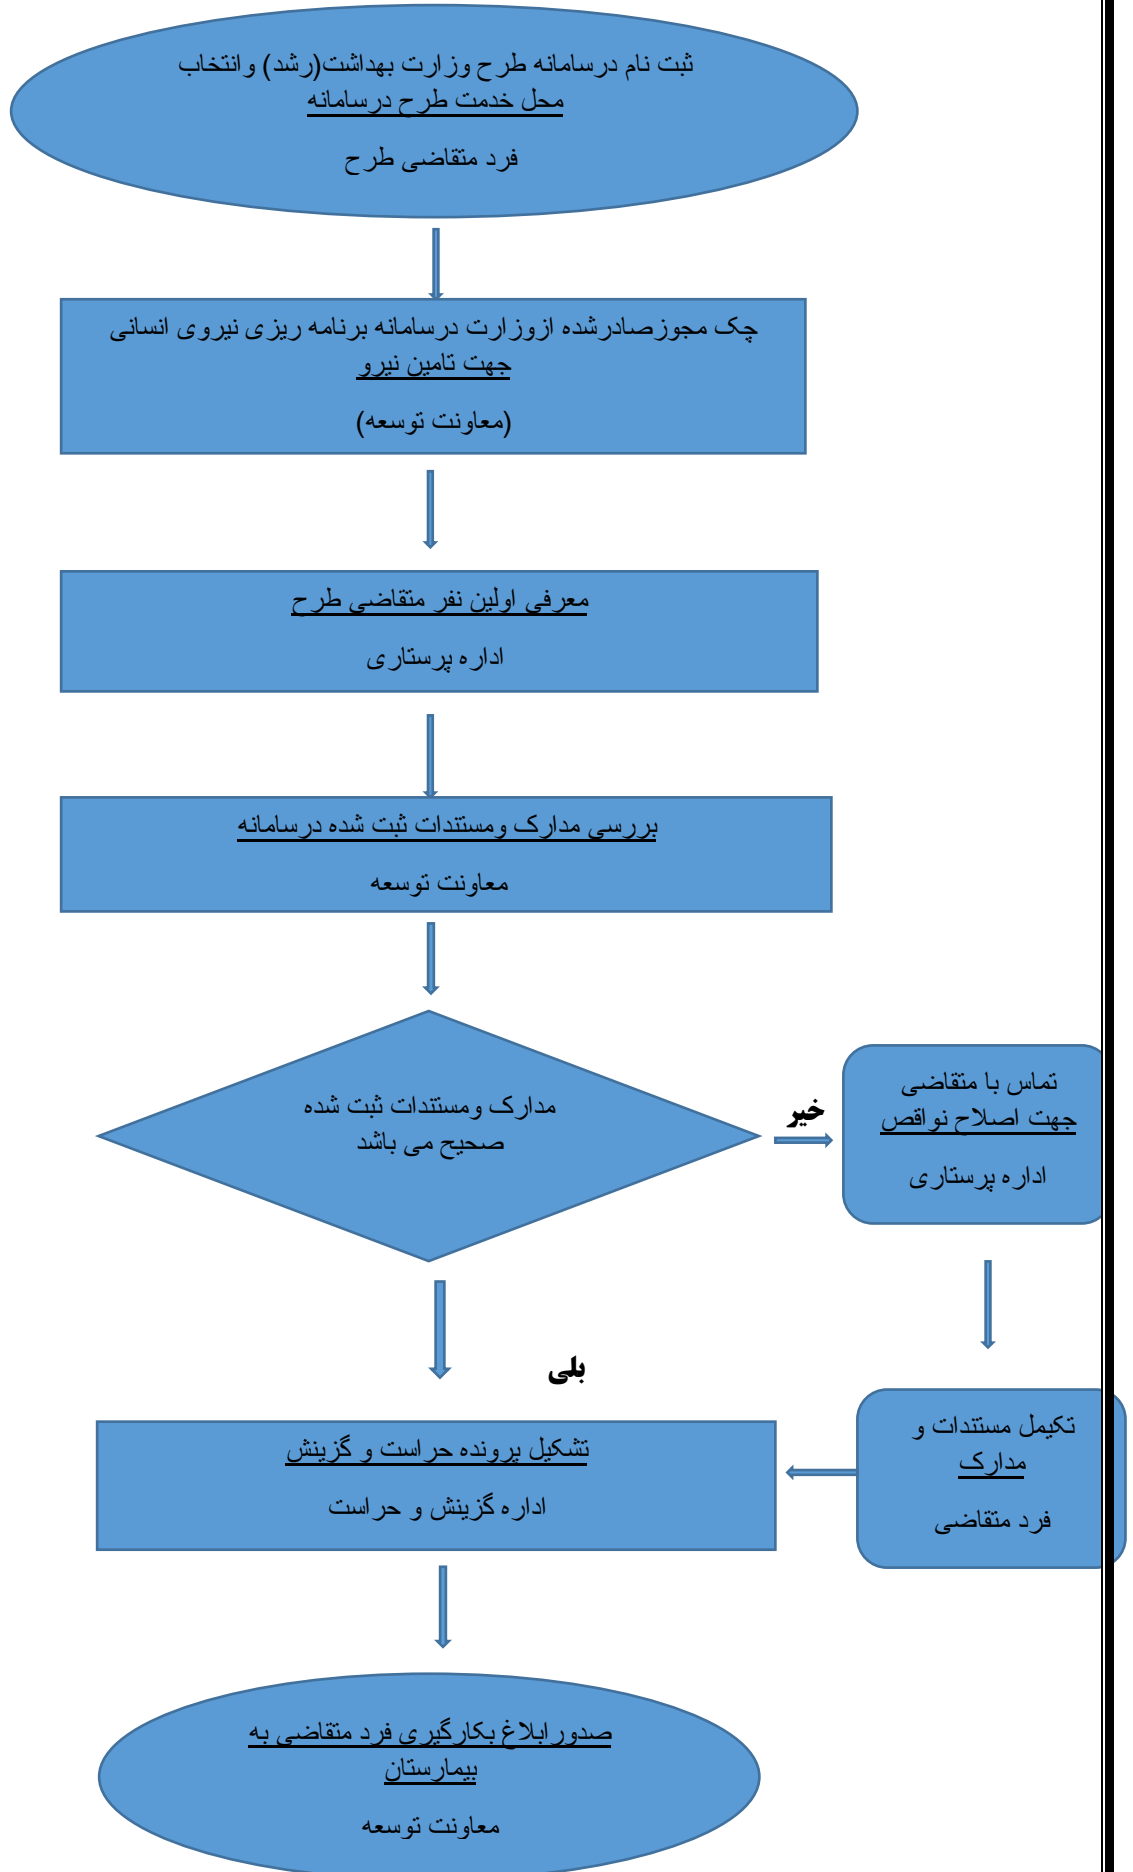 ثبت نام درسامانه طرح وزارت بهداشت(رشد) وانتخاب
محل خدمت طرح درسامانه
فرد متقاضی طرح
چک مجوزصادرشده ازوزارت درسامانه برنامه ریزی نیروی انسانی
جهت تامین نیرو
(معاونت توسعه)
معرفی اولین نفر متقاضی طرح
اداره پرستاری
بررسی مدارک ومستندات ثبت شده درسامانه
معاونت توسعه
مدارک ومستندات ثبت شده
صحیح می باشد
خیر
تماس با متقاضی
جهت اصلاح نواقص
اداره پرستاری
بلی
تکیمل مستندات و
مدارک
فرد متقاضی
تشکیل پرونده حراست و گزینش
اداره گزینش و حراست
صدورابلاغ بکارگیری فرد متقاضی به
بیمارستان
معاونت توسعه